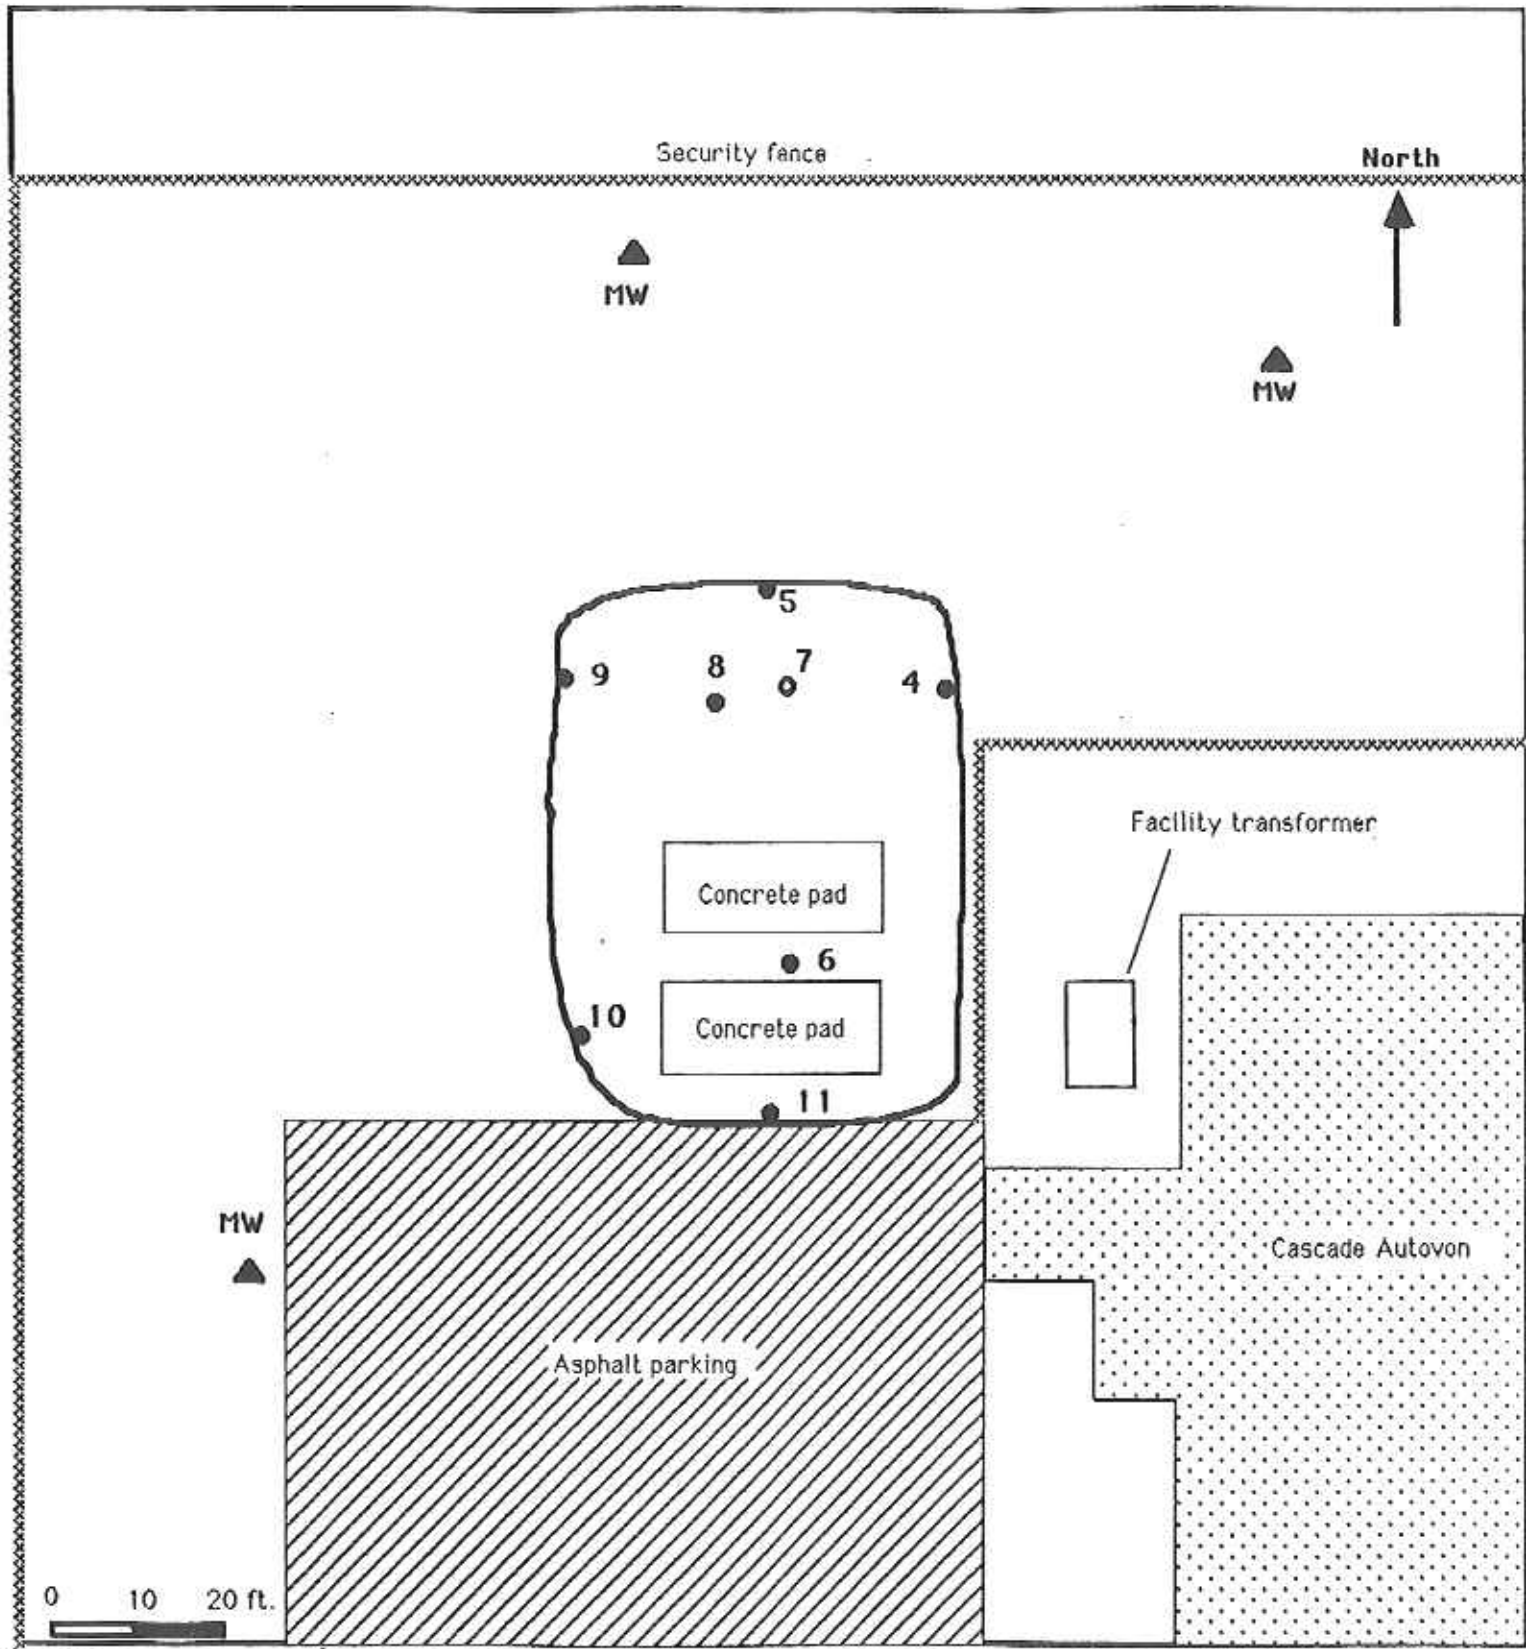 Security fence
North
MW
MW
5
9
8
7
4
Facility transformer
Concrete pad
6
10
Concrete pad
11
MW
Cascade Autovon
Asphalt parking
0 10 20 ft.